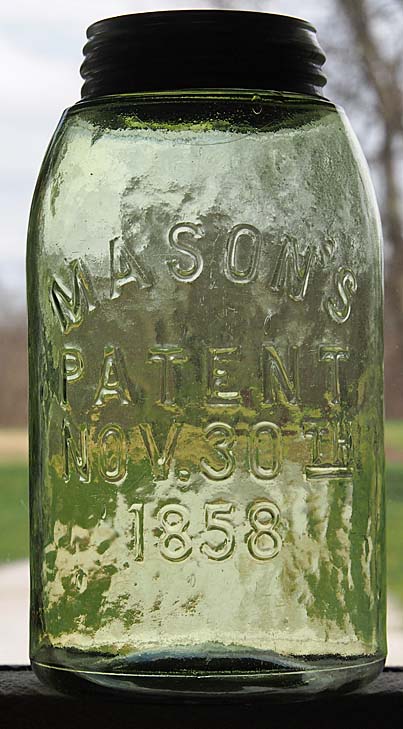 MASON'S
PATENT
NOV. 30TH
1858